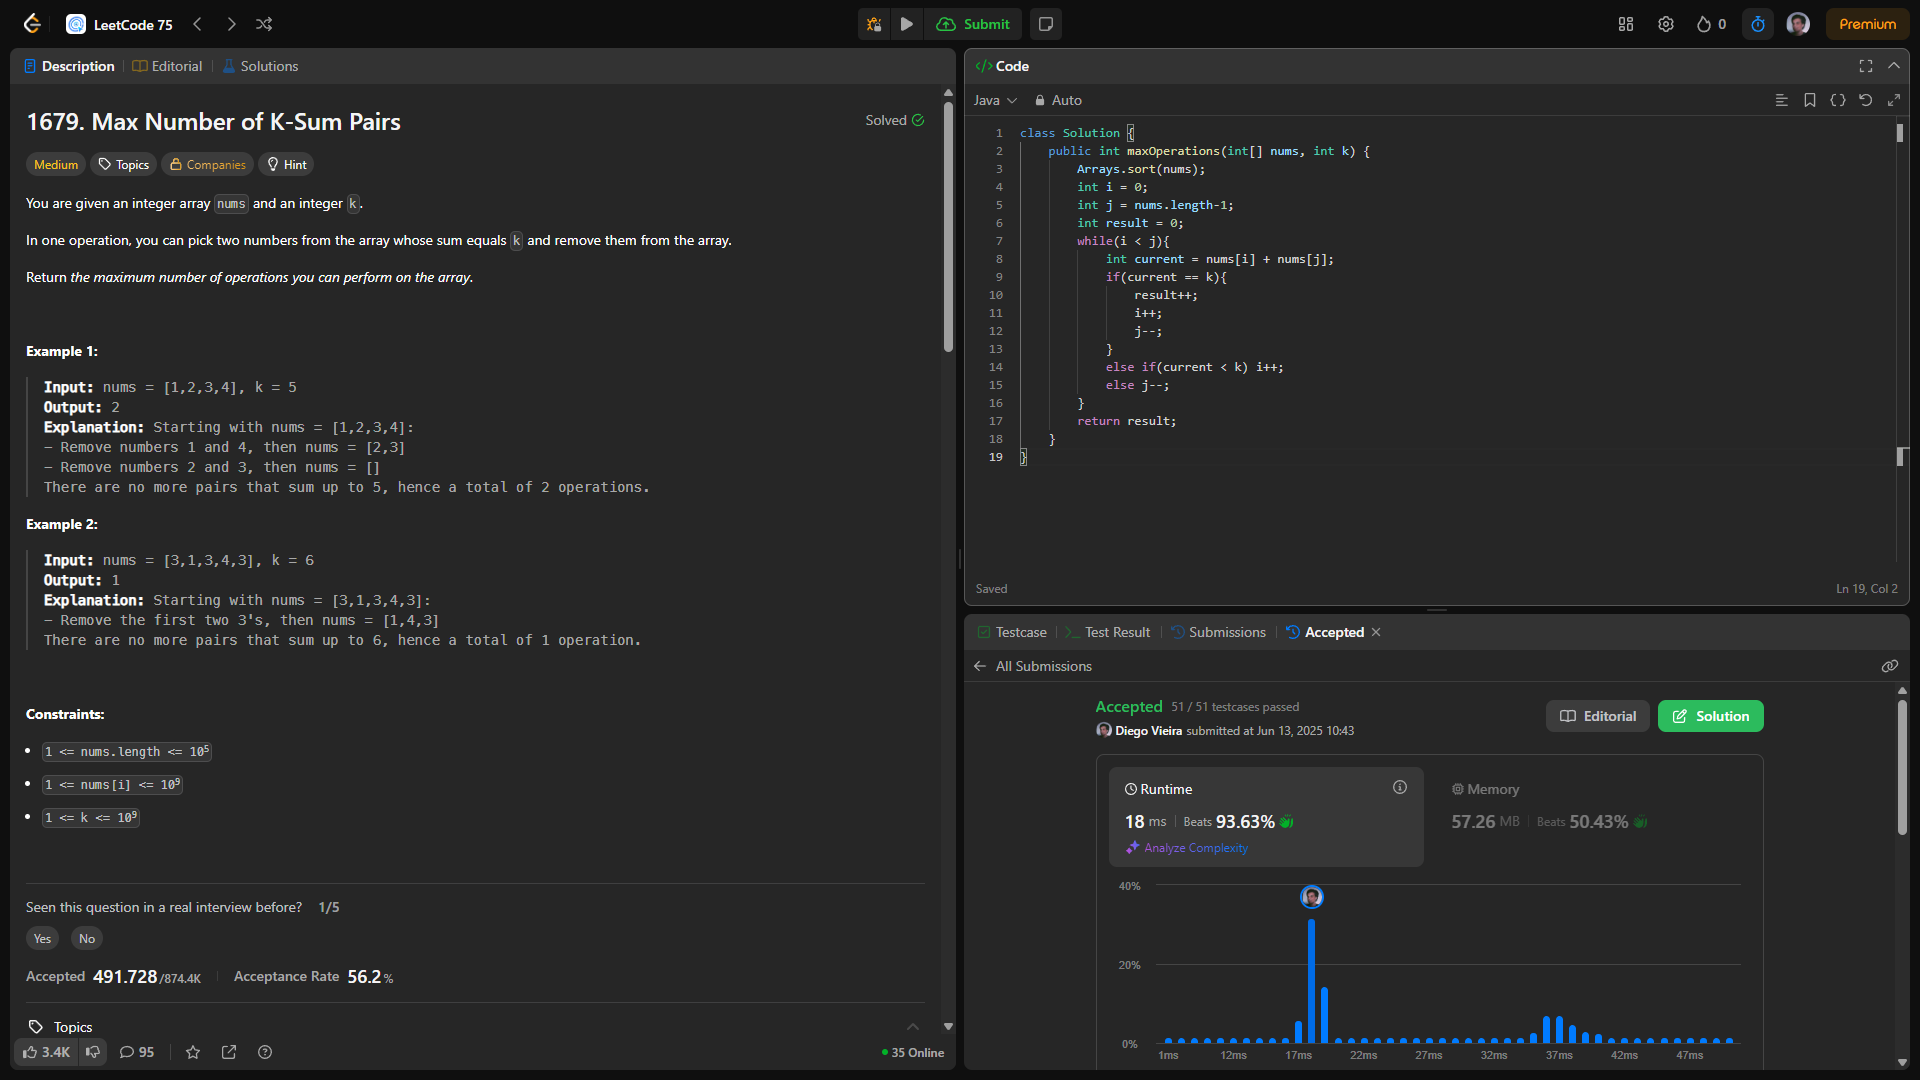 LeetCode 75
Submit
0
Premium
Description
Editorial
Solutions
1679. Max Number of K-Sum Pairs
Solved
Medium
Topics
Companies
Hint
You are given an integer array nums and an integer k.
In one operation, you can pick two numbers from the array whose sum equals k and remove them from the array.
Return the maximum number of operations you can perform on the array.
Example 1:
Input: nums = [1,2,3,4], k = 5
Output: 2
Explanation: Starting with nums = [1,2,3,4]:
- Remove numbers 1 and 4, then nums = [2,3]
- Remove numbers 2 and 3, then nums = []
There are no more pairs that sum up to 5, hence a total of 2 operations.
Example 2:
Input: nums = [3,1,3,4,3], k = 6
Output: 1
Explanation: Starting with nums = [3,1,3,4,3]:
- Remove the first two 3's, then nums = [1,4,3]
There are no more pairs that sum up to 6, hence a total of 1 operation.
Constraints:
• 1 <= nums.length <= 10⁵
• 1 <= nums[i] <= 10⁹
• 1 <= k <= 10⁹
Seen this question in a real interview before? 1/5
Yes No
Accepted 491.728/874.4K Acceptance Rate 56.2%
Topics
3.4K 95 35 Online
</> Code
Java Auto
1 class Solution {
2     public int maxOperations(int[] nums, int k) {
3         Arrays.sort(nums);
4         int i = 0;
5         int j = nums.length-1;
6         int result = 0;
7         while(i < j){
8             int current = nums[i] + nums[j];
9             if(current == k){
10                 result++;
11                 i++;
12                 j--;
13             }
14             else if(current < k) i++;
15             else j--;
16         }
17         return result;
18     }
19 }
Saved
Ln 19, Col 2
Testcase
Test Result
Submissions
Accepted
All Submissions
Accepted 51 / 51 testcases passed
Diego Vieira submitted at Jun 13, 2025 10:43
Editorial
Solution
Runtime
18 ms Beats 93.63%
Analyze Complexity
Memory
57.26 MB Beats 50.43%
40%
20%
0%
1ms 12ms 17ms 22ms 27ms 32ms 37ms 42ms 47ms